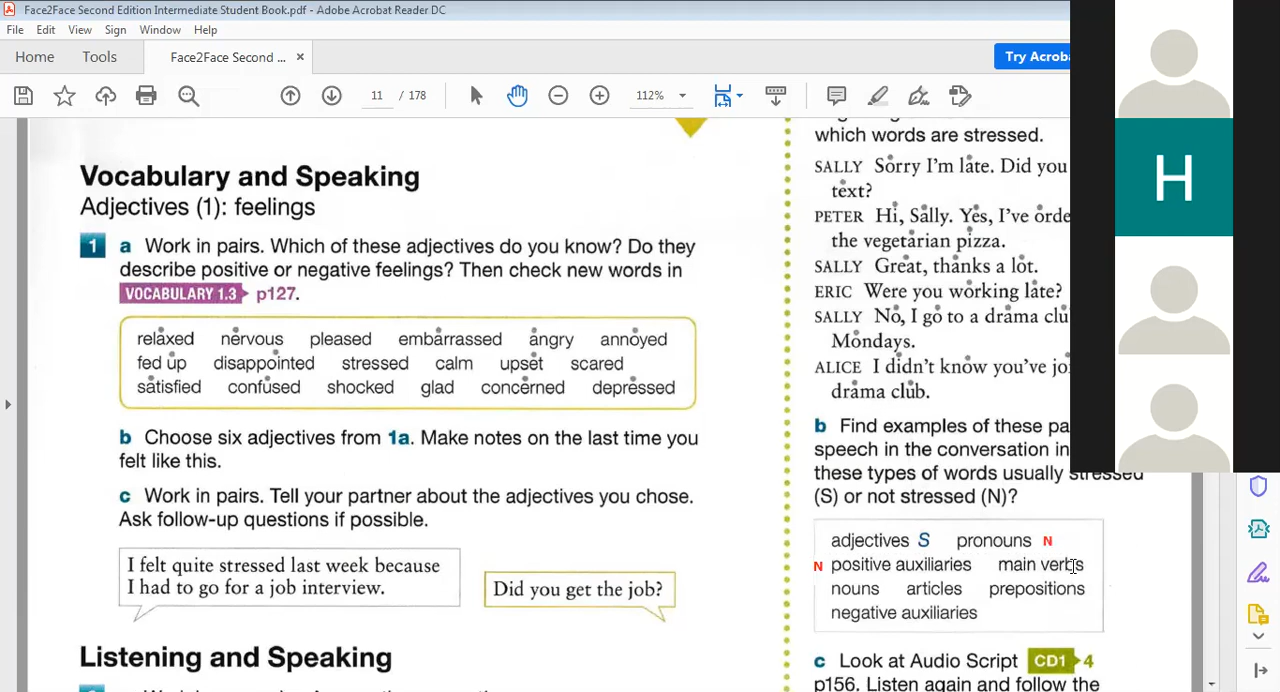 Face2Face Second Edition Intermediate Student Book.pdf - Adobe Acrobat Reader DC
File Edit View Sign Window Help
Home Tools Face2Face Second ... × Try Acroba
11 / 178 112%
Vocabulary and Speaking
Adjectives (1): feelings
1 a Work in pairs. Which of these adjectives do you know? Do they
describe positive or negative feelings? Then check new words in
VOCABULARY 1.3 p127.
relaxed nervous pleased embarrassed angry annoyed
fed up disappointed stressed calm upset scared
satisfied confused shocked glad concerned depressed
b Choose six adjectives from 1a. Make notes on the last time you
felt like this.
c Work in pairs. Tell your partner about the adjectives you chose.
Ask follow-up questions if possible.
I felt quite stressed last week because
I had to go for a job interview.
Did you get the job?
Listening and Speaking
which words are stressed.
SALLY Sorry I'm late. Did you
text?
PETER Hi, Sally. Yes, I've orde
the vegetarian pizza.
SALLY Great, thanks a lot.
ERIC Were you working late?
SALLY No, I go to a drama clu
Mondays.
ALICE I didn't know you've jo
drama club.
b Find examples of these pa
speech in the conversation in
these types of words usually stressed
(S) or not stressed (N)?
adjectives S pronouns N
N positive auxiliaries main verbs
nouns articles prepositions
negative auxiliaries
c Look at Audio Script CD1 4
p156. Listen again and follow the
H